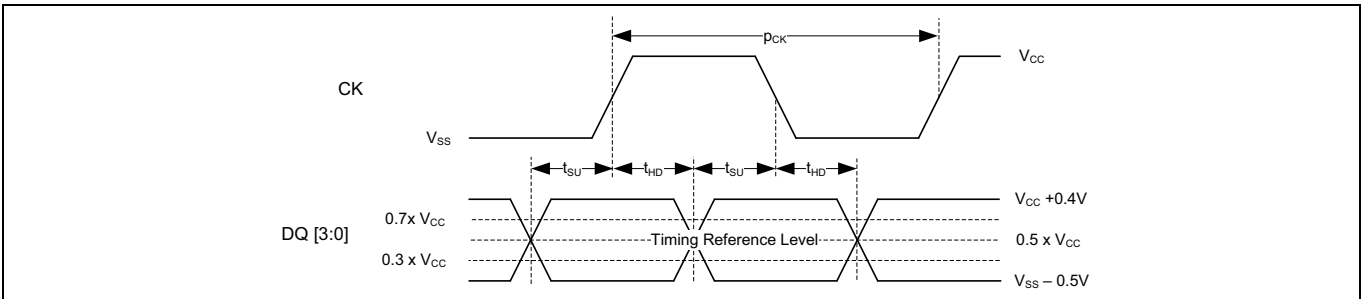 pCK
CK
VCC
VSS
tSU
tHD
tSU
tHD
VCC +0.4V
0.7x VCC
DQ [3:0]
Timing Reference Level
0.5 x VCC
0.3 x VCC
VSS – 0.5V